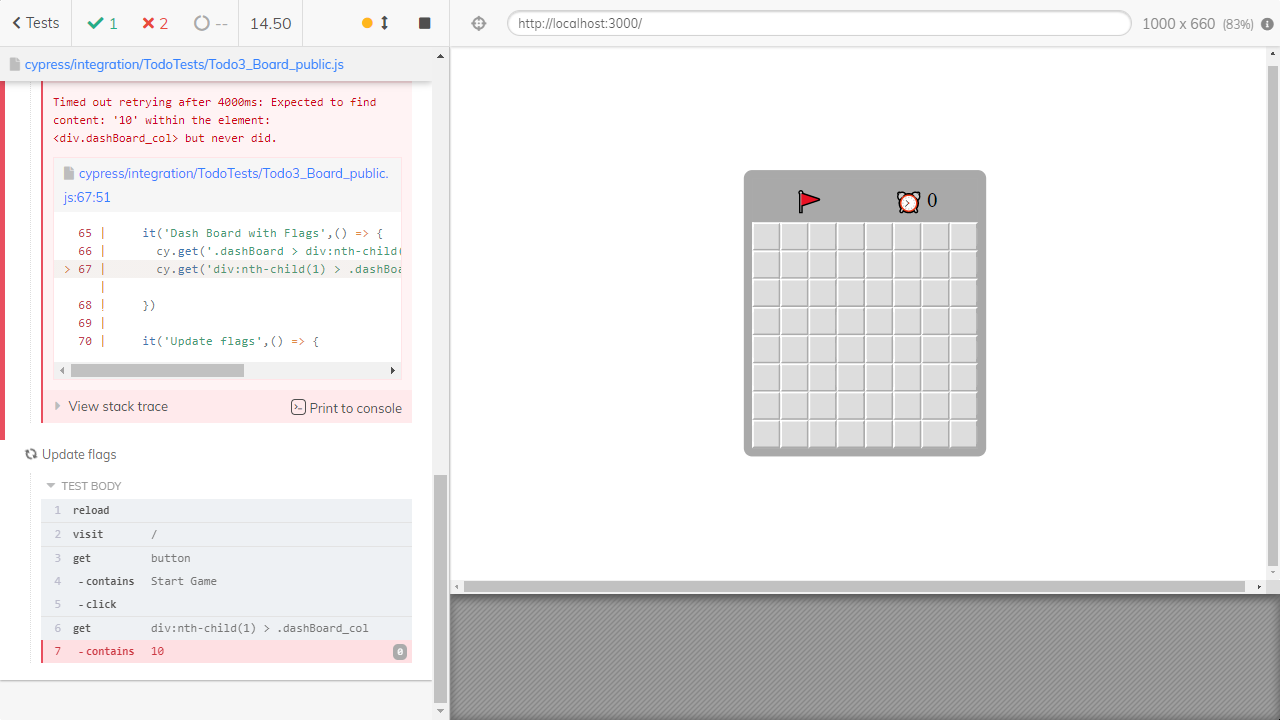 Tests
1
2
--
14.50
http://localhost:3000/
1000 x 660 (83%)
cypress/integration/TodoTests/Todo3_Board_public.js
Timed out retrying after 4000ms: Expected to find
content: '10' within the element:
<div.dashBoard_col> but never did.
cypress/integration/TodoTests/Todo3_Board_public.
js:67:51
65 | it('Dash Board with Flags',() => {
66 | cy.get('.dashBoard > div:nth-child(
> 67 | cy.get('div:nth-child(1) > .dashBoa
|
68 | })
69 |
70 | it('Update flags',() => {
View stack trace
Print to console
Update flags
TEST BODY
1 reload
2 visit /
3 get button
4 -contains Start Game
5 -click
6 get div:nth-child(1) > .dashBoard_col
7 -contains 10 0
0